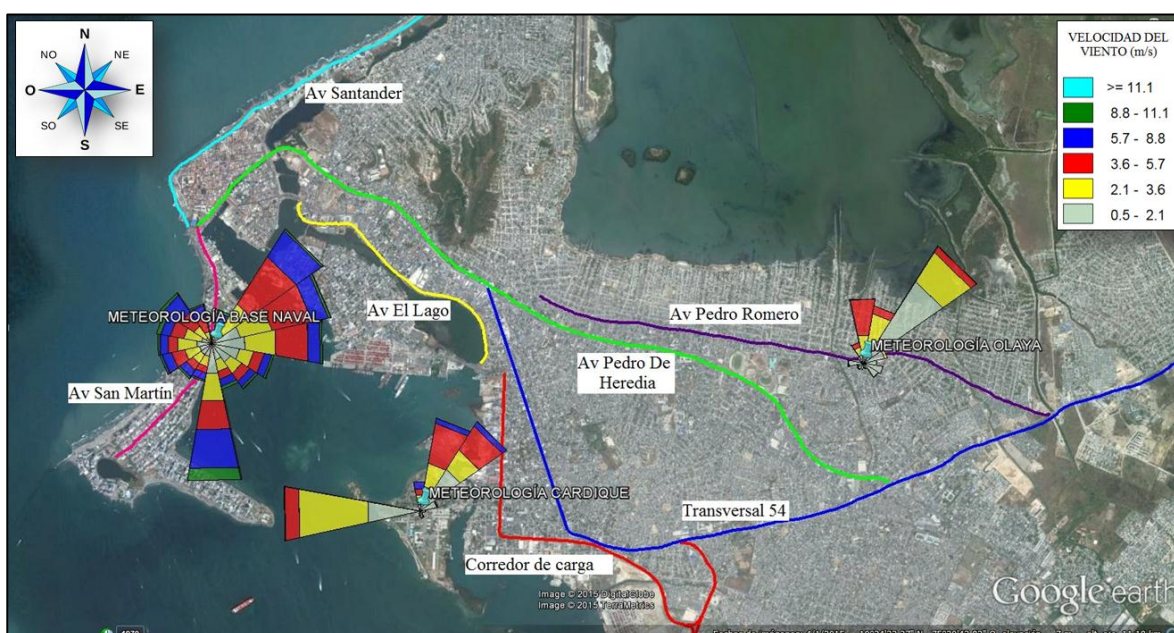 N
NO
NE
O
E
SO
SE
S
VELOCIDAD DEL
VIENTO (m/s)
>= 11.1
8.8 - 11.1
5.7 - 8.8
3.6 - 5.7
2.1 - 3.6
0.5 - 2.1
Av Santander
METEOROLOGÍA BASE NAVAL
Av El Lago
Av Pedro Romero
METEOROLOGÍA OLAYA
Av Pedro De
Heredia
Av San Martín
METEOROLOGÍA CARDIQUE
Transversal 54
Corredor de carga
Image © 2015 DigitalGlobe
Image © 2015 TerraMetrics
Google earth